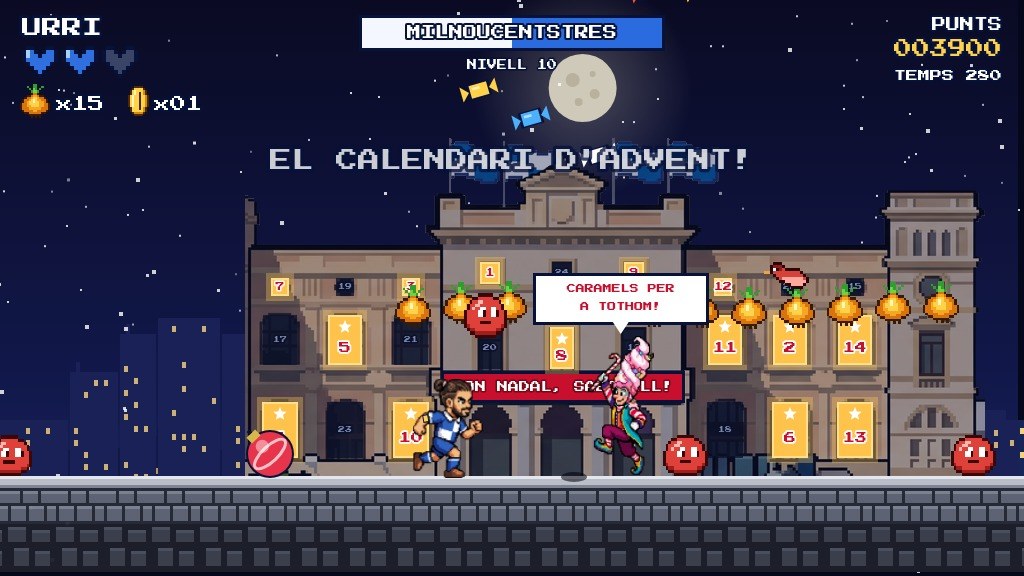 URRI
MILNOUCENTSTRES
PUNTS
003900
NIVELL 10
TEMPS 280
x15
x01
EL CALENDARI D'ADVENT!
7
19
3
1
24
9
12
15
CARAMELS PER
A TOTHOM!
17
5
21
20
8
11
2
14
ON NADAL, SA LL!
23
10
18
6
13